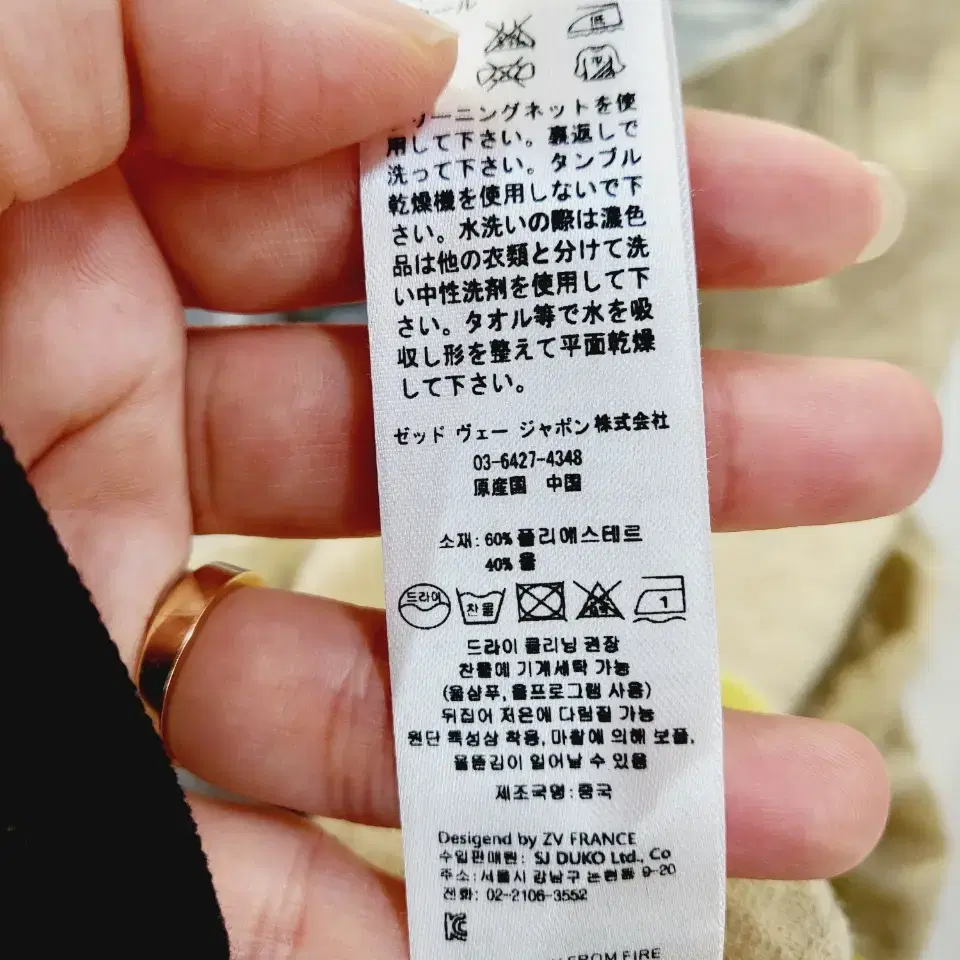 ール
低
クリーニングネットを使
用して下さい。裏返しで
洗って下さい。タンブル
乾燥機を使用しないで下
さい。水洗いの際は濃色
品は他の衣類と分けて洗
い中性洗剤を使用して下
さい。タオル等で水を吸
収し形を整えて平面乾燥
して下さい。
ゼッド ヴェー ジャポン株式会社
03-6427-4348
原産国 中国
소재: 60% 폴리에스테르
40% 울
드라이 찬물 1
드라이 클리닝 권장
찬물에 기계세탁 가능
(울샴푸, 울프로그램 사용)
뒤집어 저온에 다림질 가능
원단 특성상 착용, 마찰에 의해 보풀,
올뜯김이 일어날 수 있음
제조국명: 중국
Desigend by ZV FRANCE
수입판매원: SJ DUKO Ltd., Co
주소: 서울시 강남구 논현동 9-20
전화: 02-2106-3552
FROM FIRE